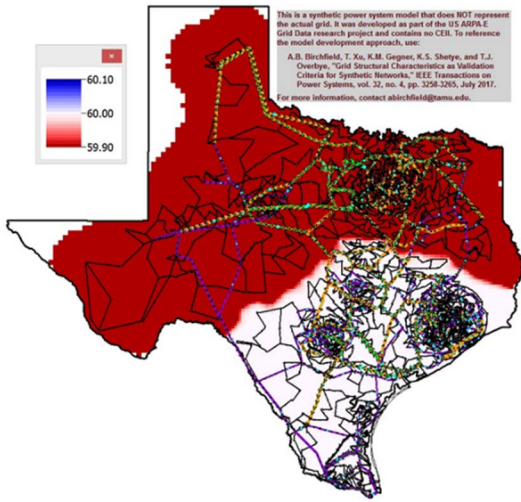 This is a synthetic power system model that does NOT represent
the actual grid. It was developed as part of the US ARPA-E
Grid Data research project and contains no CEII. To reference
the model development approach, use:
A.B. Birchfield, T. Xu, K.M. Gegner, K.S. Shetye, and T.J.
Overbye, "Grid Structural Characteristics as Validation
Criteria for Synthetic Networks," IEEE Transactions on
Power Systems, vol. 32, no. 4, pp. 3258-3265, July 2017.
For more information, contact abirchfield@tamu.edu.
60.10
60.00
59.90